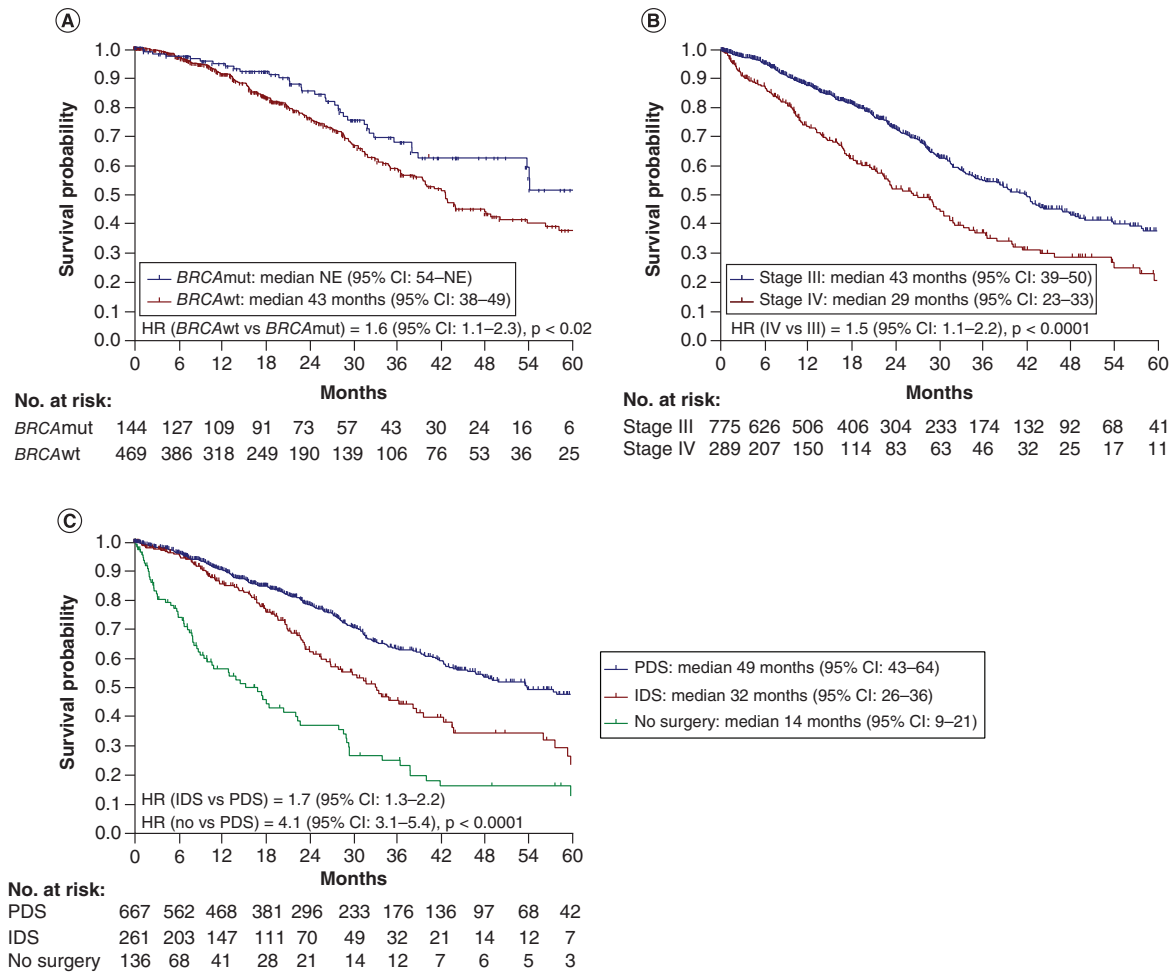 A
1.0
0.9
0.8
0.7
0.6
0.5
0.4
0.3
0.2
0.1
0.0
Survival probability
BRCAmut: median NE (95% CI: 54–NE)
BRCAwt: median 43 months (95% CI: 38–49)
HR (BRCAwt vs BRCAmut) = 1.6 (95% CI: 1.1–2.3), p < 0.02
0 6 12 18 24 30 36 42 48 54 60
Months
No. at risk:
BRCAmut 144 127 109 91 73 57 43 30 24 16 6
BRCAwt 469 386 318 249 190 139 106 76 53 36 25
B
1.0
0.9
0.8
0.7
0.6
0.5
0.4
0.3
0.2
0.1
0.0
Survival probability
Stage III: median 43 months (95% CI: 39–50)
Stage IV: median 29 months (95% CI: 23–33)
HR (IV vs III) = 1.5 (95% CI: 1.1–2.2), p < 0.0001
0 6 12 18 24 30 36 42 48 54 60
Months
No. at risk:
Stage III 775 626 506 406 304 233 174 132 92 68 41
Stage IV 289 207 150 114 83 63 46 32 25 17 11
C
1.0
0.9
0.8
0.7
0.6
0.5
0.4
0.3
0.2
0.1
0.0
Survival probability
HR (IDS vs PDS) = 1.7 (95% CI: 1.3–2.2)
HR (no vs PDS) = 4.1 (95% CI: 3.1–5.4), p < 0.0001
0 6 12 18 24 30 36 42 48 54 60
Months
PDS: median 49 months (95% CI: 43–64)
IDS: median 32 months (95% CI: 26–36)
No surgery: median 14 months (95% CI: 9–21)
No. at risk:
PDS 667 562 468 381 296 233 176 136 97 68 42
IDS 261 203 147 111 70 49 32 21 14 12 7
No surgery 136 68 41 28 21 14 12 7 6 5 3